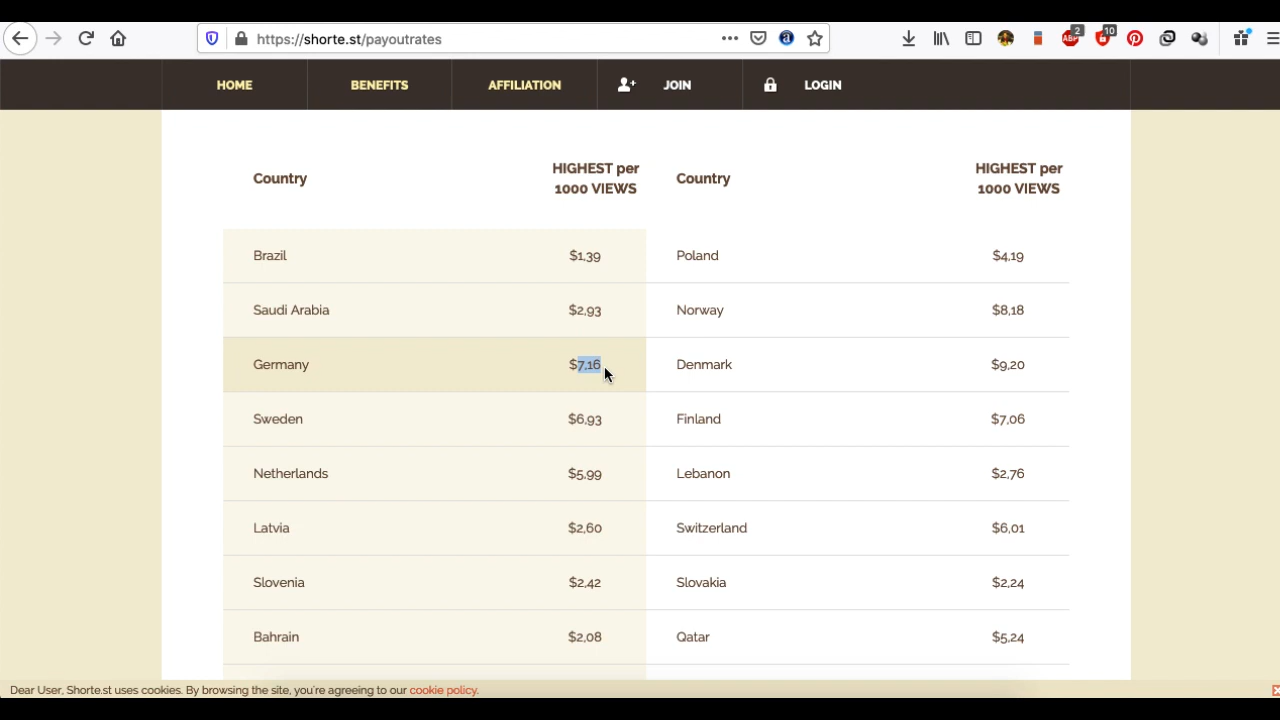 https://shorte.st/payoutrates
ABP 2 10
HOME BENEFITS AFFILIATION JOIN LOGIN
Country HIGHEST per 1000 VIEWS Country HIGHEST per 1000 VIEWS
Brazil $1,39 Poland $4,19
Saudi Arabia $2,93 Norway $8,18
Germany $7,16 Denmark $9,20
Sweden $6,93 Finland $7,06
Netherlands $5,99 Lebanon $2,76
Latvia $2,60 Switzerland $6,01
Slovenia $2,42 Slovakia $2,24
Bahrain $2,08 Qatar $5,24
Dear User, Shorte.st uses cookies. By browsing the site, you're agreeing to our cookie policy.